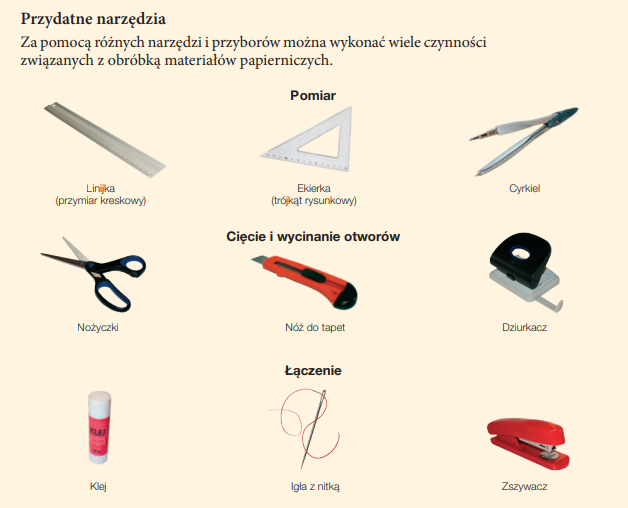 Przydatne narzędzia
Za pomocą różnych narzędzi i przyborów można wykonać wiele czynności
związanych z obróbką materiałów papierniczych.
Pomiar
Linijka
(przymiar kreskowy)
Ekierka
(trójkąt rysunkowy)
Cyrkiel
Cięcie i wycinanie otworów
Nożyczki
Nóż do tapet
Dziurkacz
Łączenie
KLEJ
Klej
Igła z nitką
Zszywacz